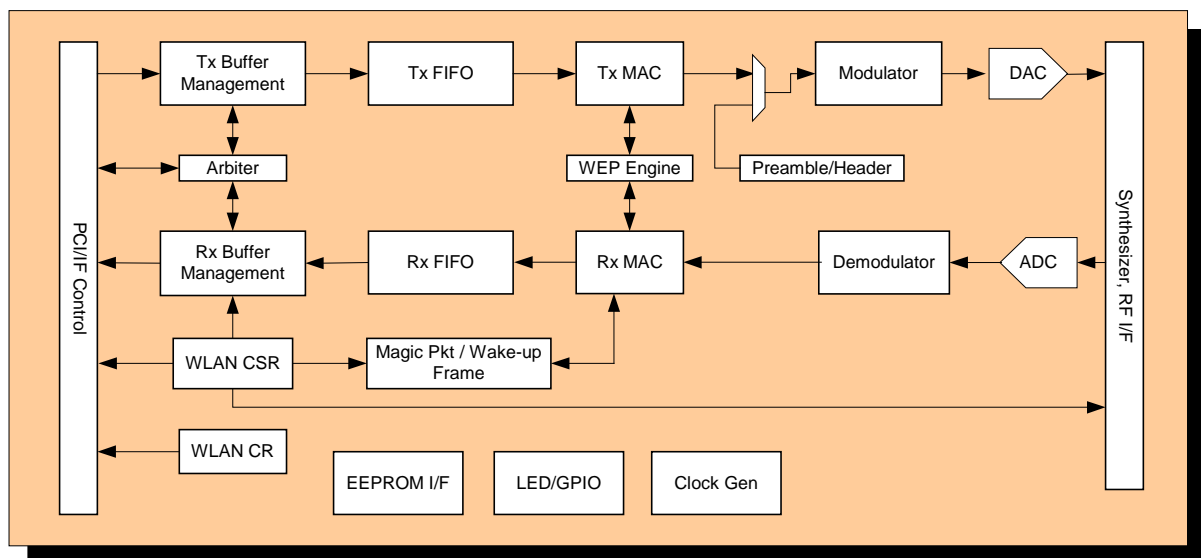 Tx Buffer
Management
Tx FIFO
Tx MAC
Modulator
DAC
Arbiter
WEP Engine
Preamble/Header
PCI/IF Control
Synthesizer, RF I/F
Rx Buffer
Management
Rx FIFO
Rx MAC
Demodulator
ADC
WLAN CSR
Magic Pkt / Wake-up
Frame
WLAN CR
EEPROM I/F
LED/GPIO
Clock Gen